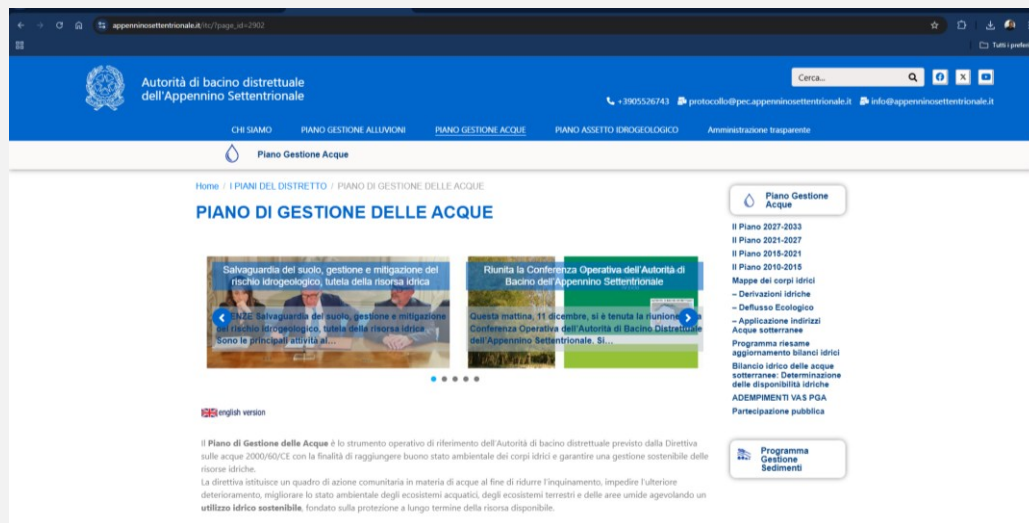 appenninosettentrionale.it/itc/?page_id=2902
Tutti i prefer
Autorità di bacino distrettuale
dell'Appennino Settentrionale
Cerca...
+3905526743 protocollo@pec.appenninosettentrionale.it info@appenninosettentrionale.it
CHI SIAMO PIANO GESTIONE ALLUVIONI PIANO GESTIONE ACQUE PIANO ASSETTO IDROGEOLOGICO Amministrazione trasparente
Piano Gestione Acque
Home / I PIANI DEL DISTRETTO / PIANO DI GESTIONE DELLE ACQUE
PIANO DI GESTIONE DELLE ACQUE
Salvaguardia del suolo, gestione e mitigazione del
rischio idrogeologico, tutela della risorsa idrica
Salvaguardia del suolo, gestione e mitigazione
del rischio idrogeologico, tutela della risorsa idrica
Sono le principali attività al...
Riunita la Conferenza Operativa dell'Autorità di
Bacino dell'Appennino Settentrionale
Questa mattina, 11 dicembre, si è tenuta la riunione
Conferenza Operativa dell'Autorità di Bacino Distrettuale
dell'Appennino Settentrionale. Si...
english version
Il Piano di Gestione delle Acque è lo strumento operativo di riferimento dell'Autorità di bacino distrettuale previsto dalla Direttiva
sulle acque 2000/60/CE con la finalità di raggiungere buono stato ambientale dei corpi idrici e garantire una gestione sostenibile delle
risorse idriche.
La direttiva istituisce un quadro di azione comunitaria in materia di acque al fine di ridurre l'inquinamento, impedire l'ulteriore
deterioramento, migliorare lo stato ambientale degli ecosistemi acquatici, degli ecosistemi terrestri e delle aree umide agevolando un
utilizzo idrico sostenibile, fondato sulla protezione a lungo termine della risorsa disponibile.
Piano Gestione
Acque
Il Piano 2027-2033
Il Piano 2021-2027
Il Piano 2015-2021
Il Piano 2010-2015
Mappe dei corpi idrici
– Derivazioni idriche
– Deflusso Ecologico
– Applicazione indirizzi
Acque sotterranee
Programma riesame
aggiornamento bilanci idrici
Bilancio idrico delle acque
sotterranee: Determinazione
delle disponibilità idriche
ADEMPIMENTI VAS PGA
Partecipazione pubblica
Programma
Gestione
Sedimenti